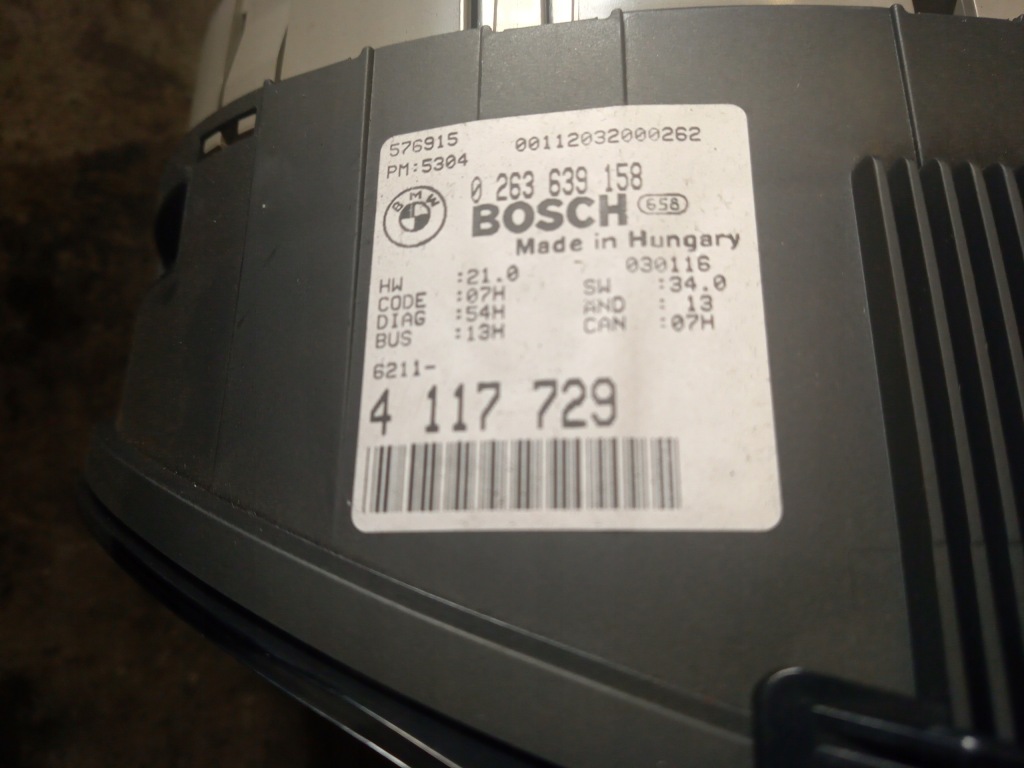 576915 00112032000262
PM:5304
0 263 639 158
BMW BOSCH 658
Made in Hungary
030116
HW :21.0 SW :34.0
CODE :07H AND : 13
DIAG :54H CAN :07H
BUS :13H
6211-
4 117 729